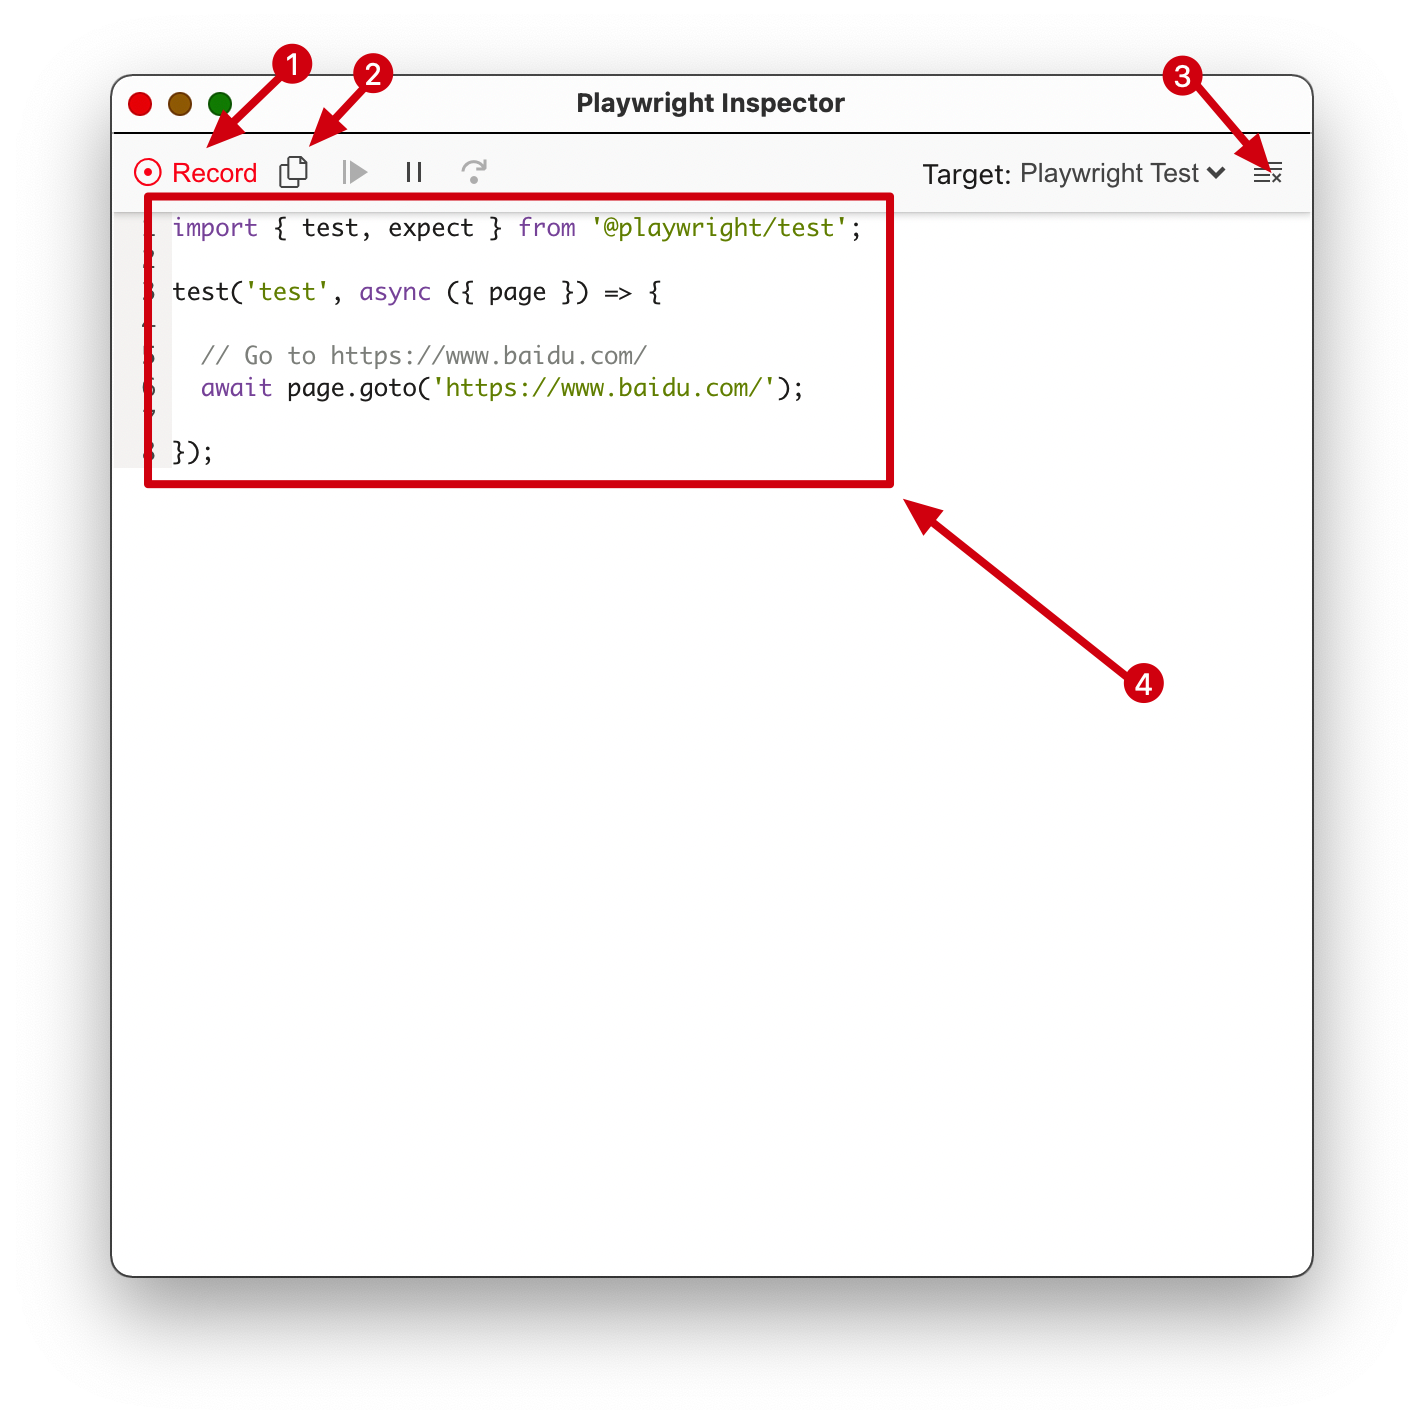 1
2
3
Playwright Inspector
Record
Target: Playwright Test
1 import { test, expect } from '@playwright/test';
2
3 test('test', async ({ page }) => {
4
5 // Go to https://www.baidu.com/
6 await page.goto('https://www.baidu.com/');
7
8 });
4